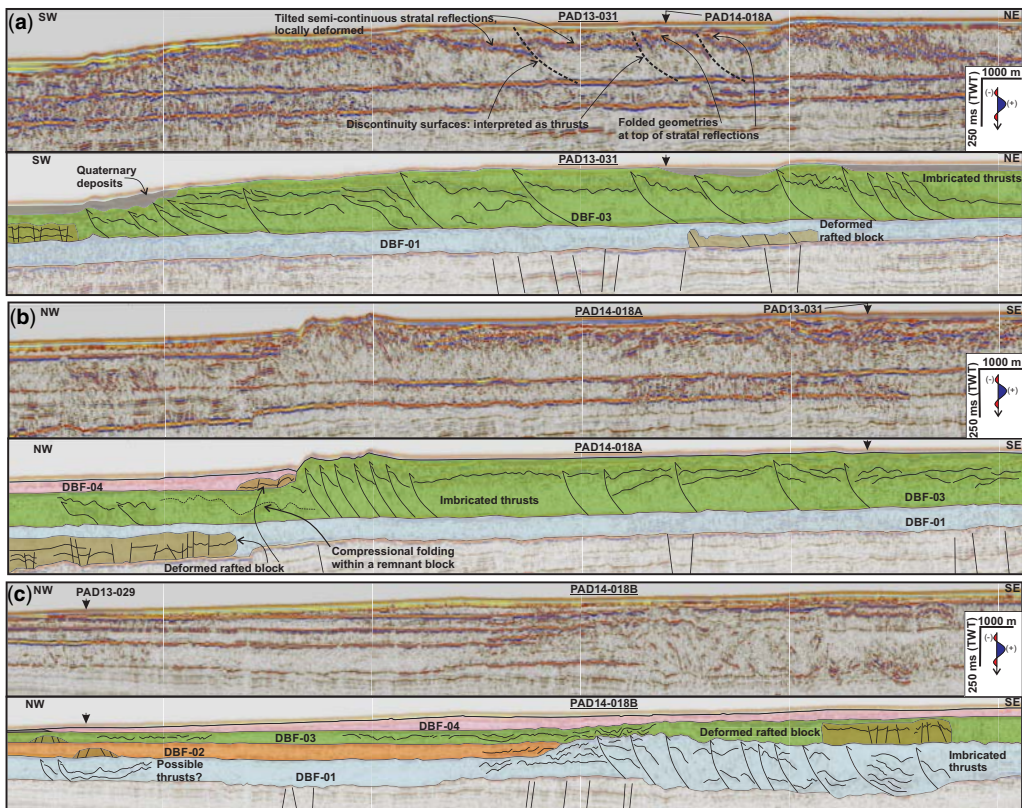 (a)
Tilted semi-continuous stratal reflections,
locally deformed
PAD13-031
PAD14-018A
NE
1000 m
250 ms (TWT)
(-)
(+)
Discontinuity surfaces: interpreted as thrusts
Folded geometries
at top of stratal reflections
SW
SW
PAD13-031
NE
Quaternary
deposits
Imbricated thrusts
DBF-03
Deformed
rafted block
DBF-01
(b)
NW
PAD14-018A
PAD13-031
SE
1000 m
250 ms (TWT)
(-)
(+)
NW
PAD14-018A
SE
DBF-04
Imbricated thrusts
DBF-03
DBF-01
Compressional folding
within a remnant block
Deformed rafted block
(c)
NW
PAD13-029
PAD14-018B
SE
1000 m
250 ms (TWT)
(-)
(+)
NW
PAD14-018B
SE
DBF-04
DBF-03
Deformed rafted block
DBF-02
Possible
thrusts?
DBF-01
Imbricated
thrusts